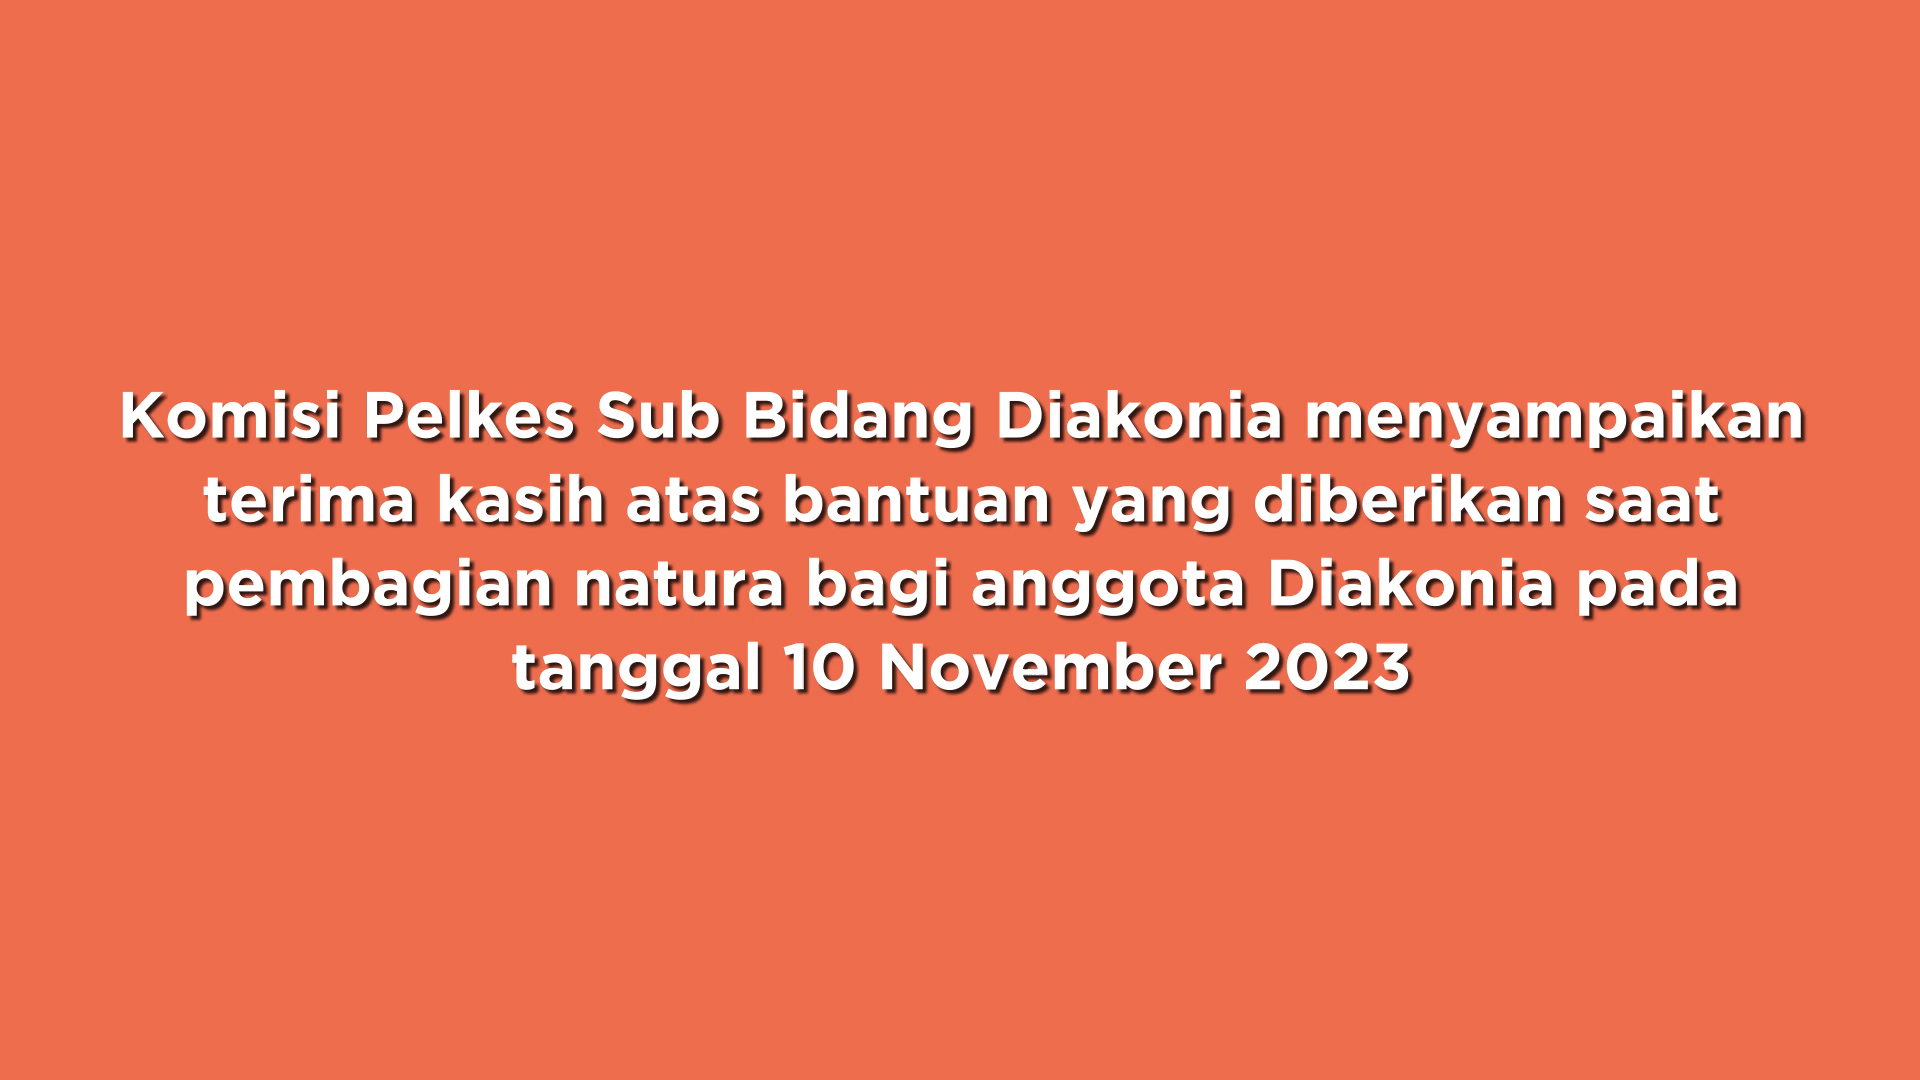 Komisi Pelkes Sub Bidang Diakonia menyampaikan
terima kasih atas bantuan yang diberikan saat
pembagian natura bagi anggota Diakonia pada
tanggal 10 November 2023